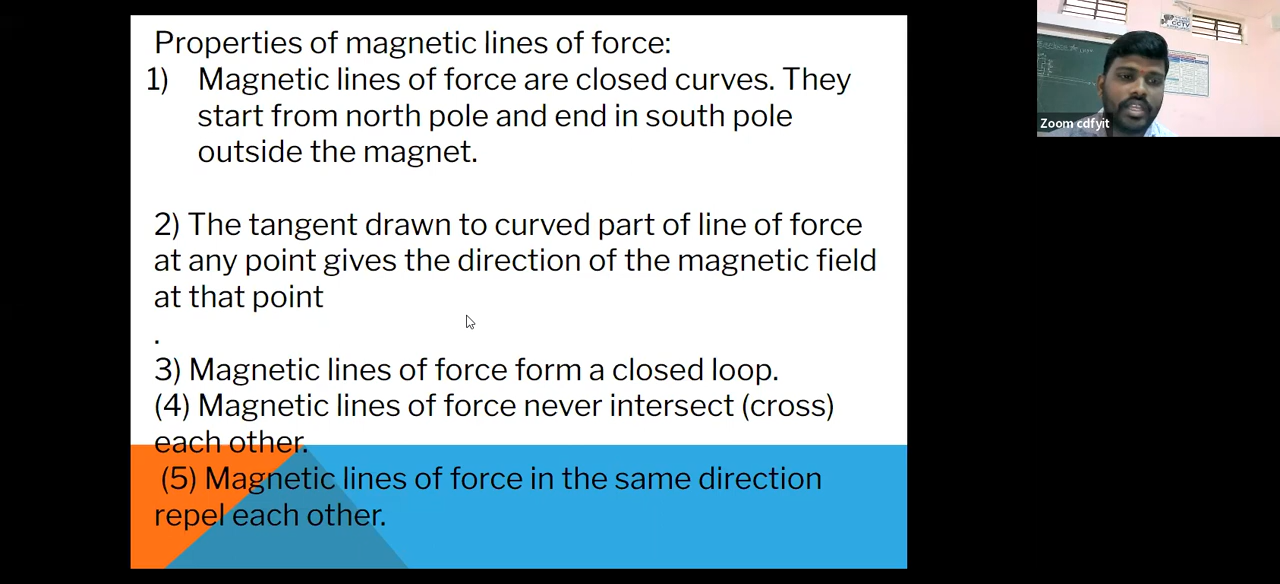 Properties of magnetic lines of force:
1) Magnetic lines of force are closed curves. They
start from north pole and end in south pole
outside the magnet.
2) The tangent drawn to curved part of line of force
at any point gives the direction of the magnetic field
at that point
.
3) Magnetic lines of force form a closed loop.
(4) Magnetic lines of force never intersect (cross)
each other.
(5) Magnetic lines of force in the same direction
repel each other.
CCTV
Zoom cdfyit